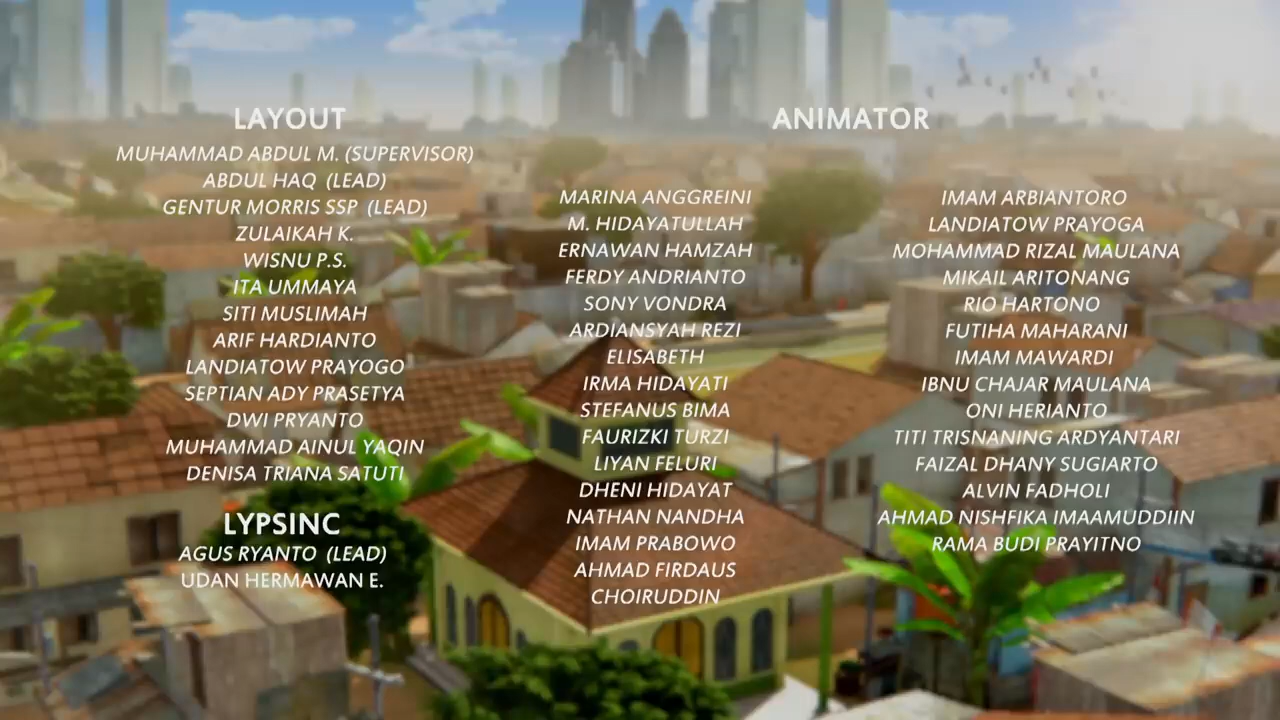 LAYOUT
MUHAMMAD ABDUL M. (SUPERVISOR)
ABDUL HAQ (LEAD)
GENTUR MORRIS SSP (LEAD)
ZULAIKAH K.
WISNU P.S.
ITA UMMAYA
SITI MUSLIMAH
ARIF HARDIANTO
LANDIATOW PRAYOGO
SEPTIAN ADY PRASETYA
DWI PRYANTO
MUHAMMAD AINUL YAQIN
DENISA TRIANA SATUTI
LYPSINC
AGUS RYANTO (LEAD)
UDAN HERMAWAN E.
ANIMATOR
MARINA ANGGREINI
M. HIDAYATULLAH
ERNAWAN HAMZAH
FERDY ANDRIANTO
SONY VONDRA
ARDIANSYAH REZI
ELISABETH
IRMA HIDAYATI
STEFANUS BIMA
FAURIZKI TURZI
LIYAN FELURI
DHENI HIDAYAT
NATHAN NANDHA
IMAM PRABOWO
AHMAD FIRDAUS
CHOIRUDDIN
IMAM ARBIANTORO
LANDIATOW PRAYOGA
MOHAMMAD RIZAL MAULANA
MIKAIL ARITONANG
RIO HARTONO
FUTIHA MAHARANI
IMAM MAWARDI
IBNU CHAJAR MAULANA
ONI HERIANTO
TITI TRISNANING ARDYANTARI
FAIZAL DHANY SUGIARTO
ALVIN FADHOLI
AHMAD NISHFIKA IMAAMUDDIIN
RAMA BUDI PRAYITNO